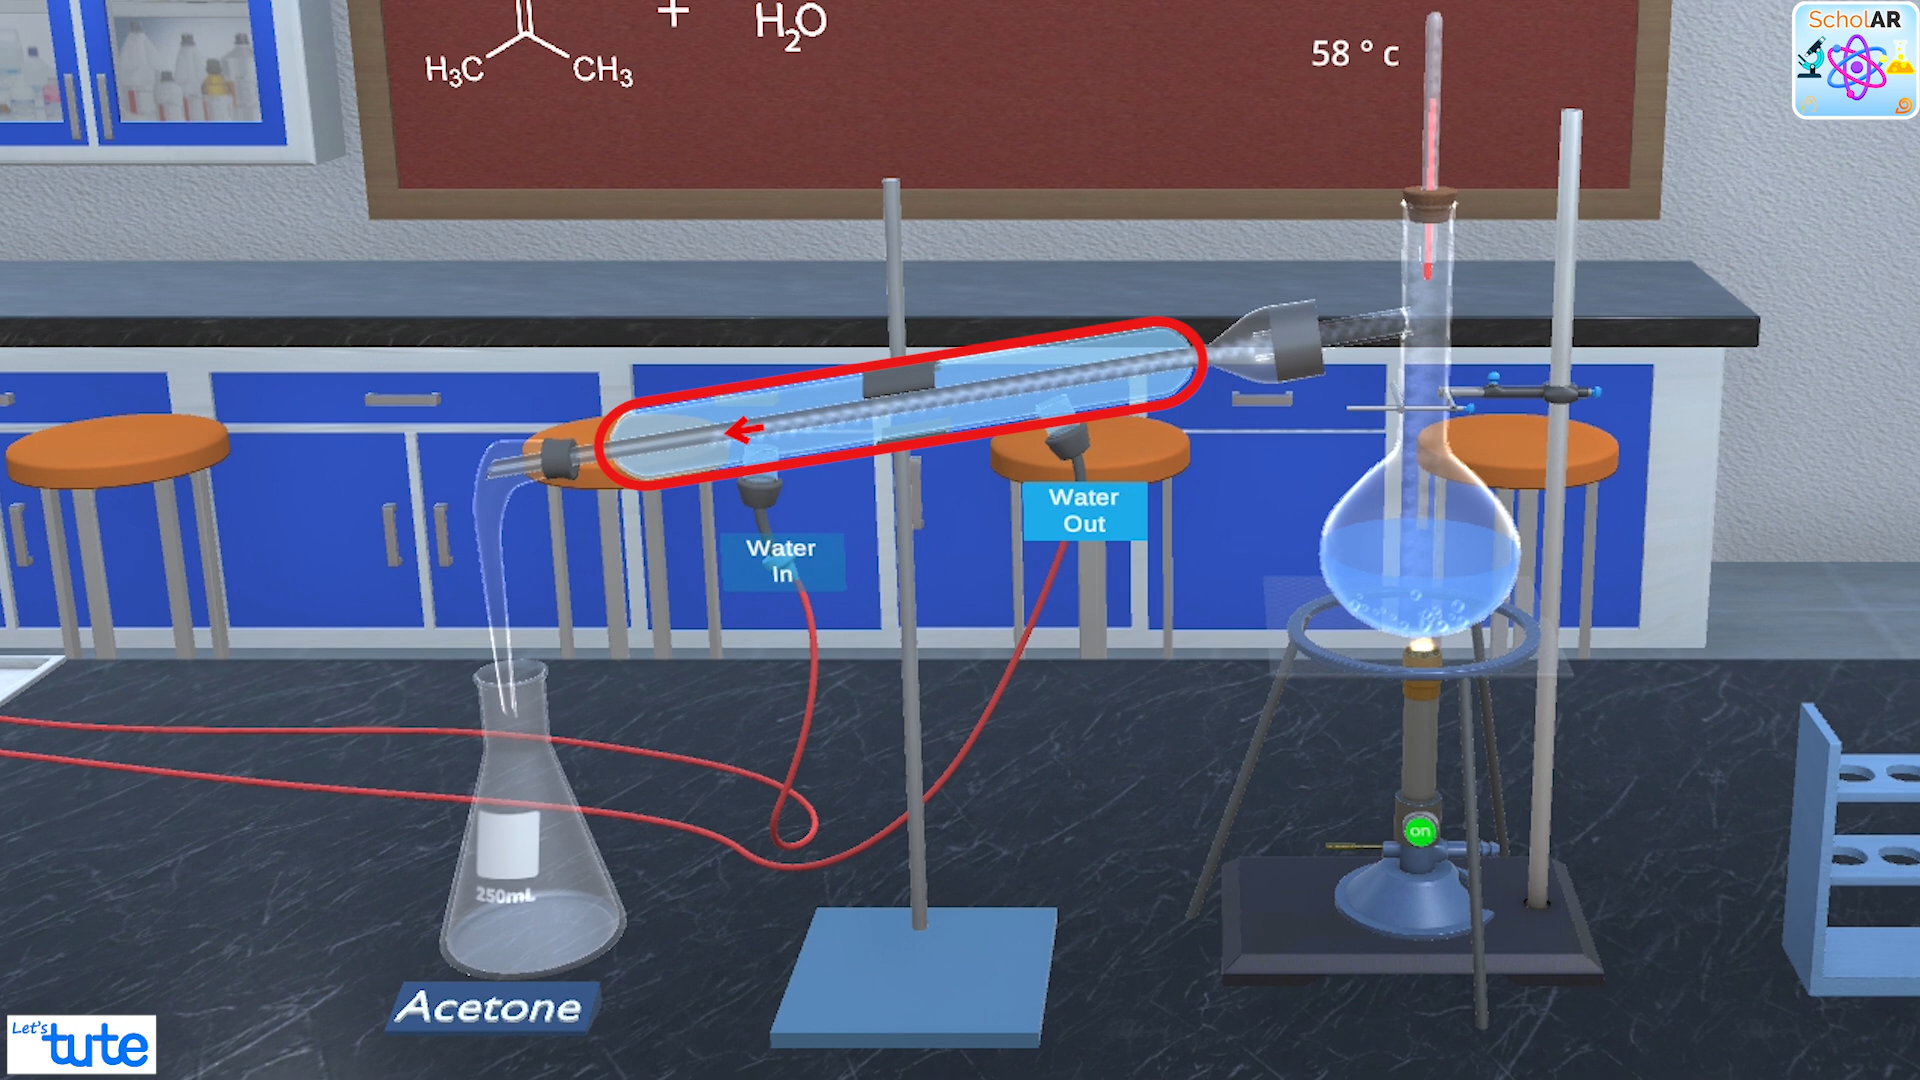 H₃C
CH₃
+
H₂O
58 ° c
ScholAR
Water
Out
Water
In
on
250mL
Acetone
Let's
tute